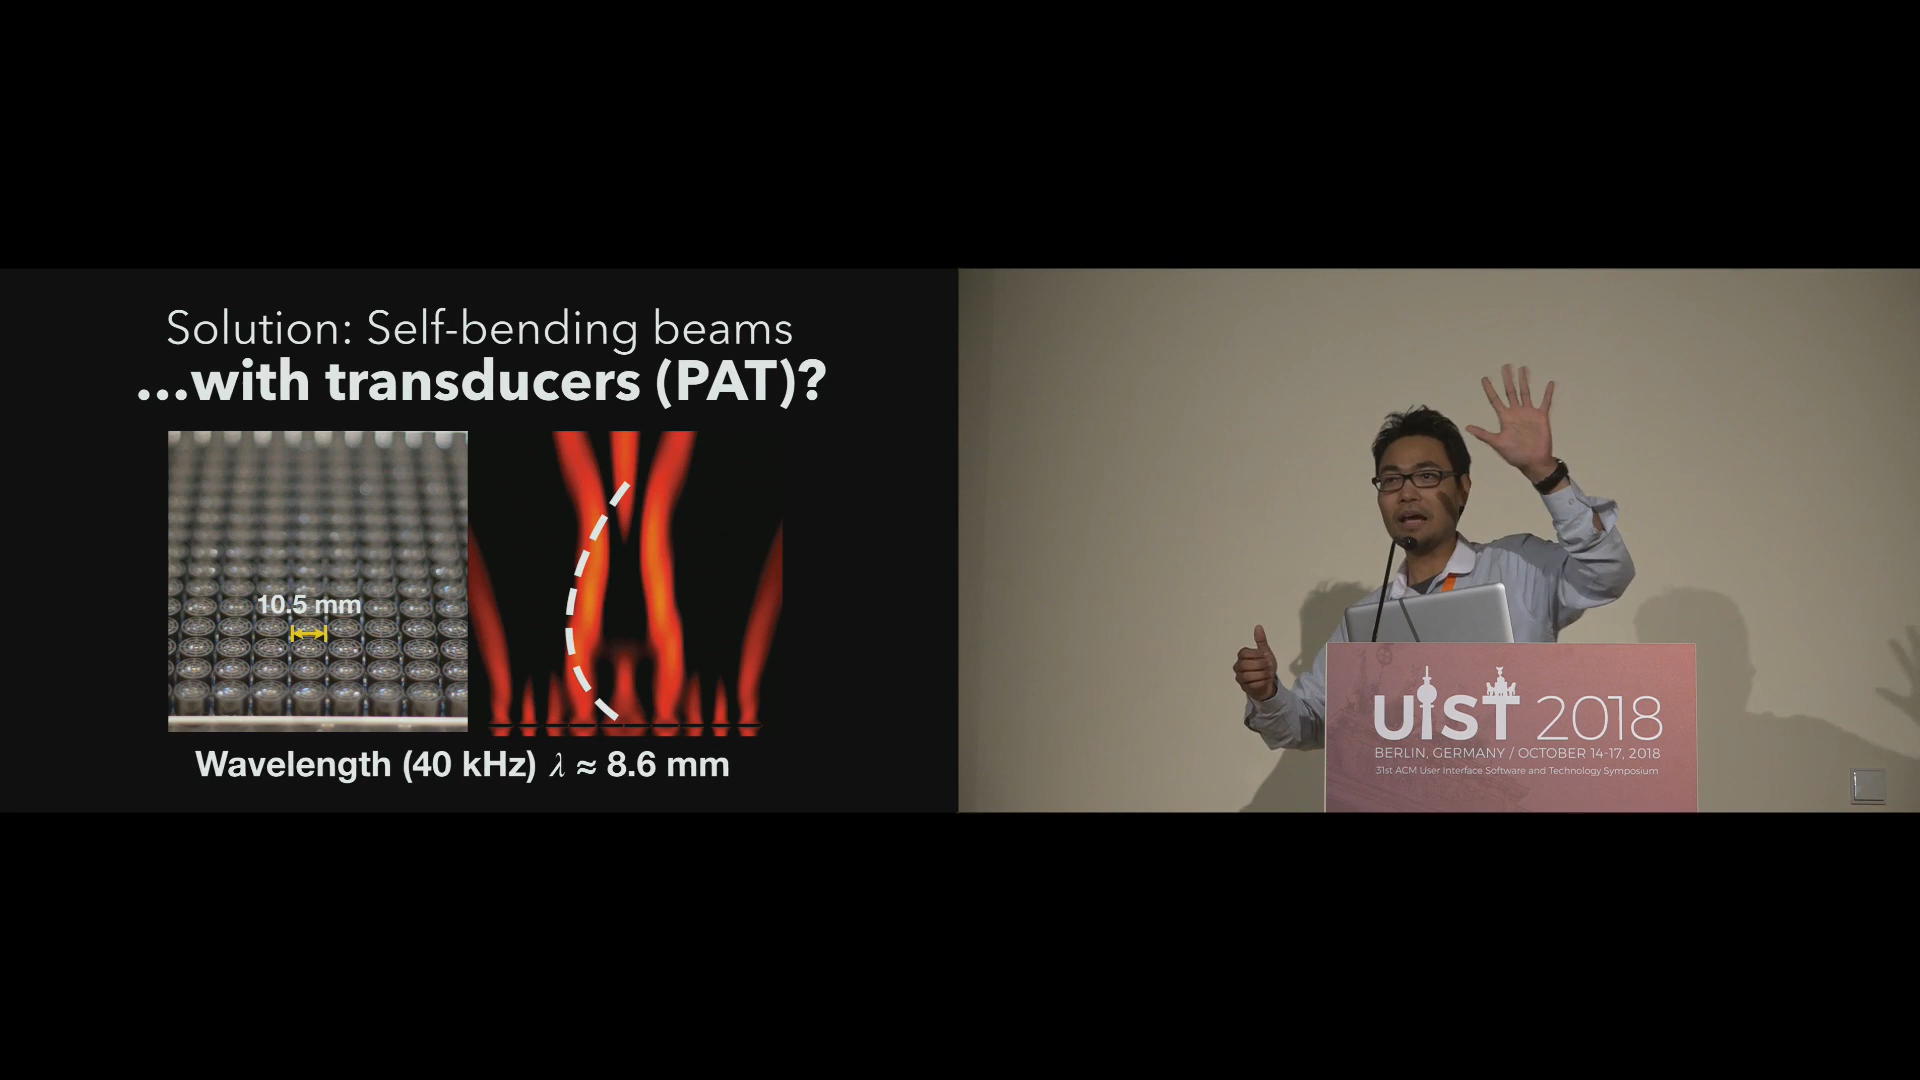 Solution: Self-bending beams
...with transducers (PAT)?
10.5 mm
Wavelength (40 kHz) λ ≈ 8.6 mm
UIST 2018
BERLIN, GERMANY / OCTOBER 14-17, 2018
31st ACM User Interface Software and Technology Symposium